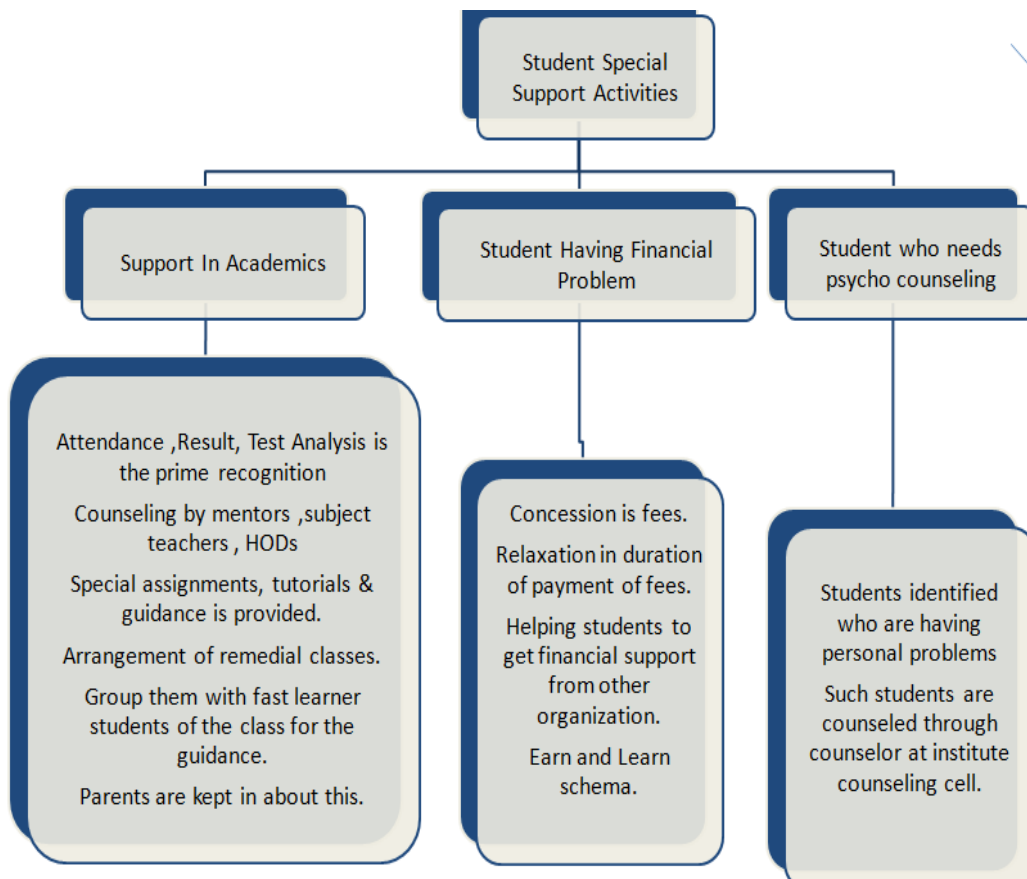 Student Special
Support Activities
Support In Academics
Student Having Financial
Problem
Student who needs
psycho counseling
Attendance ,Result, Test Analysis is
the prime recognition
Counseling by mentors ,subject
teachers , HODs
Special assignments, tutorials &
guidance is provided.
Arrangement of remedial classes.
Group them with fast learner
students of the class for the
guidance.
Parents are kept in about this.
Concession is fees.
Relaxation in duration
of payment of fees.
Helping students to
get financial support
from other
organization.
Earn and Learn
schema.
Students identified
who are having
personal problems
Such students are
counseled through
counselor at institute
counseling cell.